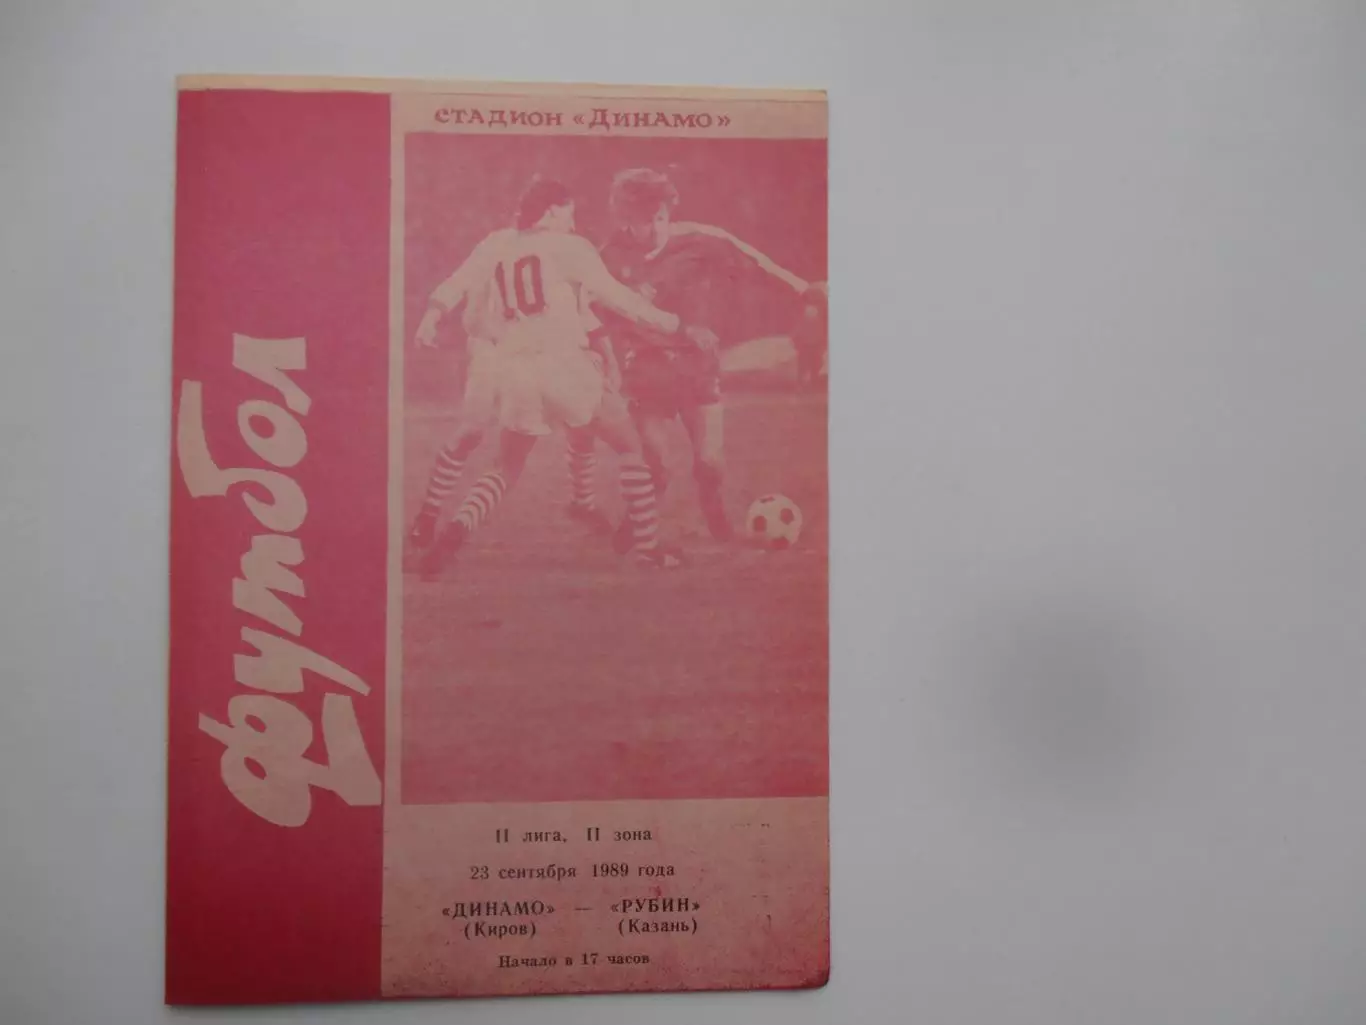 СТАДИОН «ДИНАМО»
футбол
10
II лига, II зона
23 сентября 1989 года
«ДИНАМО» — «РУБИН»
(Киров) (Казань)
Начало в 17 часов